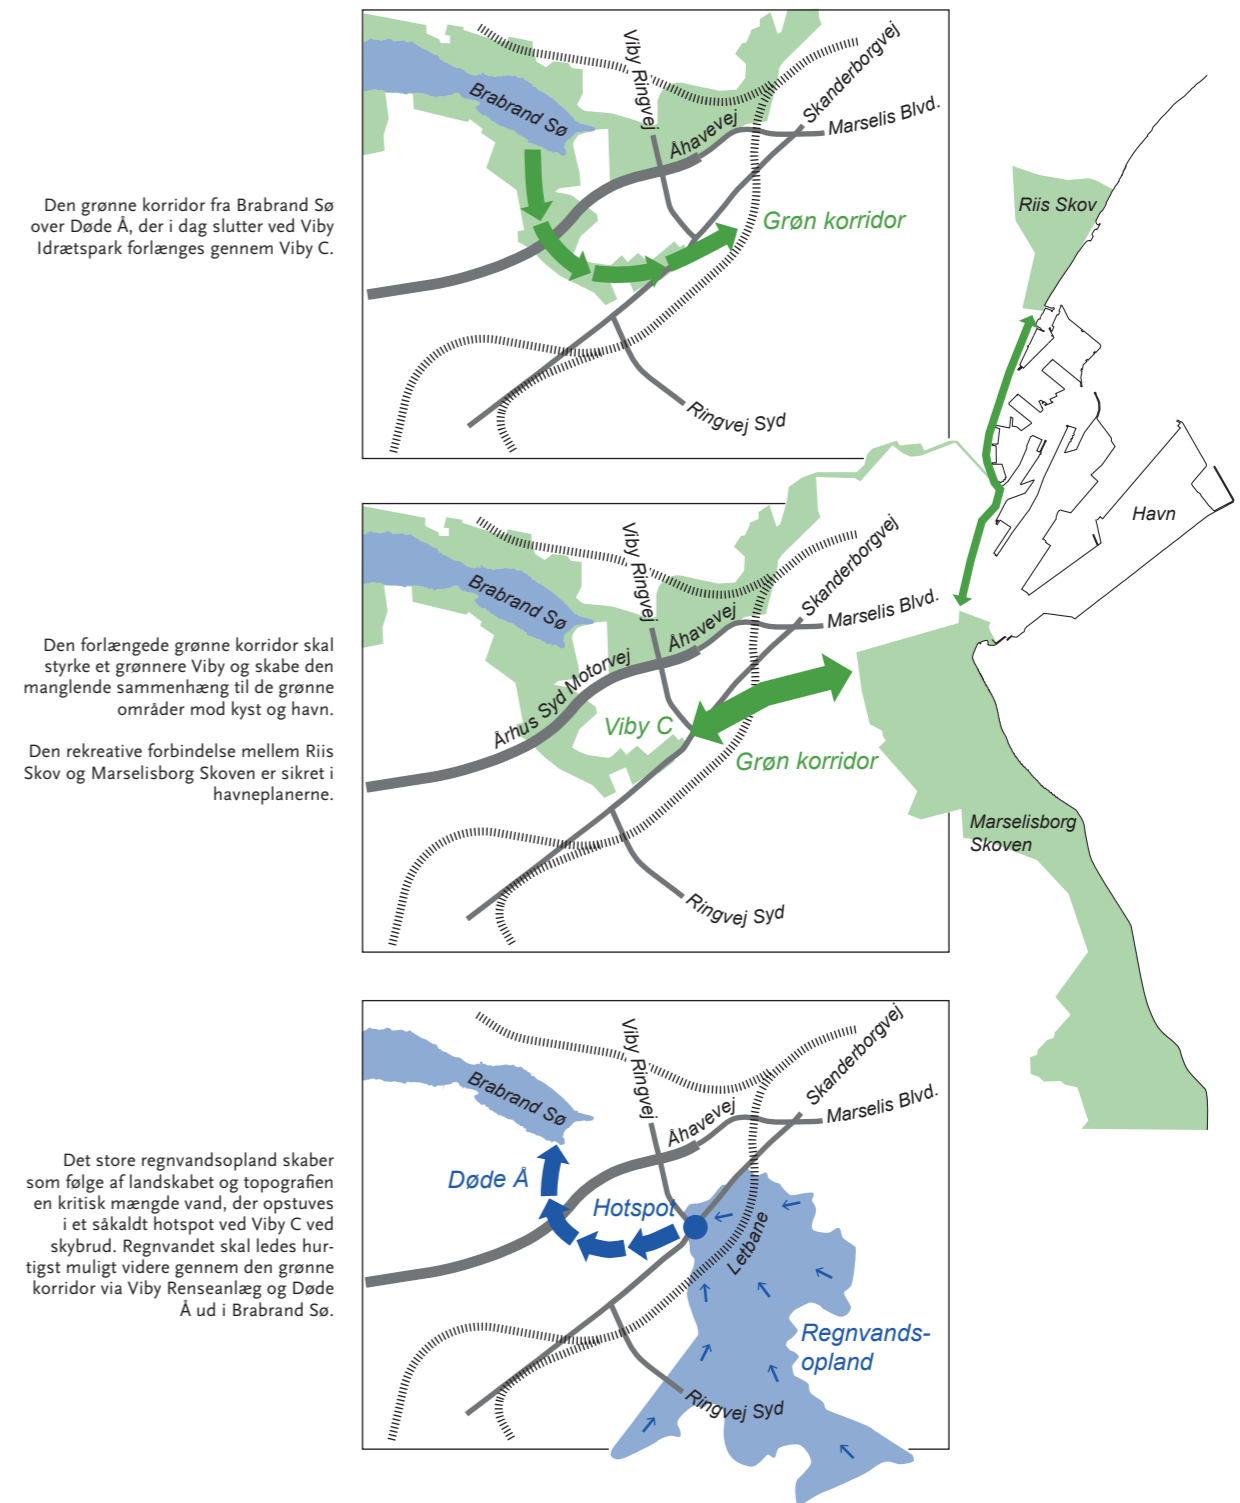 Den grønne korridor fra Brabrand Sø
over Døde Å, der i dag slutter ved Viby
Idrætspark forlænges gennem Viby C.
Brabrand Sø
Viby Ringvej
Åhavevej
Skanderborgvej
Marselis Blvd.
Grøn korridor
Ringvej Syd
Riis Skov
Havn
Den forlængede grønne korridor skal
styrke et grønnere Viby og skabe den
manglende sammenhæng til de grønne
områder mod kyst og havn.
Den rekreative forbindelse mellem Riis
Skov og Marselisborg Skoven er sikret i
havneplanerne.
Brabrand Sø
Viby Ringvej
Åhavevej
Skanderborgvej
Marselis Blvd.
Århus Syd Motorvej
Viby C
Grøn korridor
Ringvej Syd
Marselisborg
Skoven
Det store regnvandsopland skaber
som følge af landskabet og topografien
en kritisk mængde vand, der opstuves
i et såkaldt hotspot ved Viby C ved
skybrud. Regnvandet skal ledes hur-
tigst muligt videre gennem den grønne
korridor via Viby Renseanlæg og Døde
Å ud i Brabrand Sø.
Brabrand Sø
Viby Ringvej
Åhavevej
Skanderborgvej
Marselis Blvd.
Døde Å
Hotspot
Letbane
Regnvands-
opland
Ringvej Syd